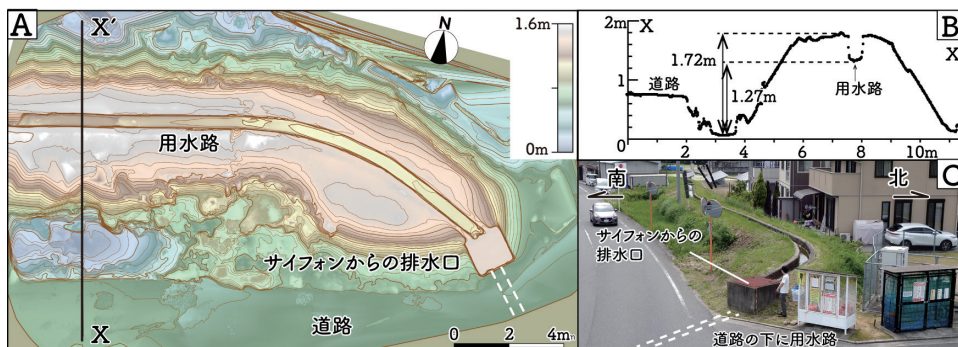 A
X′
N
1.6m
0m
用水路
サイフォンからの排水口
X
道路
0 2 4m
B
2m
X
X
1.72m
道路
1
1.27m
用水路
0
2 4 6 8 10m
C
南
北
サイフォンからの
排水口
道路の下に用水路